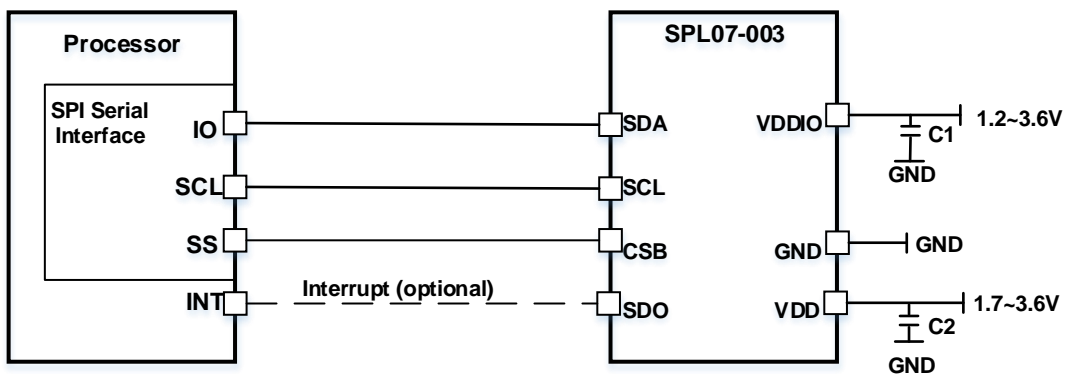 Processor
SPI Serial
Interface
IO
SCL
SS
INT
Interrupt (optional)
SPL07-003
SDA
SCL
CSB
SDO
VDDIO
GND
VDD
1.2~3.6V
C1
GND
GND
1.7~3.6V
C2
GND